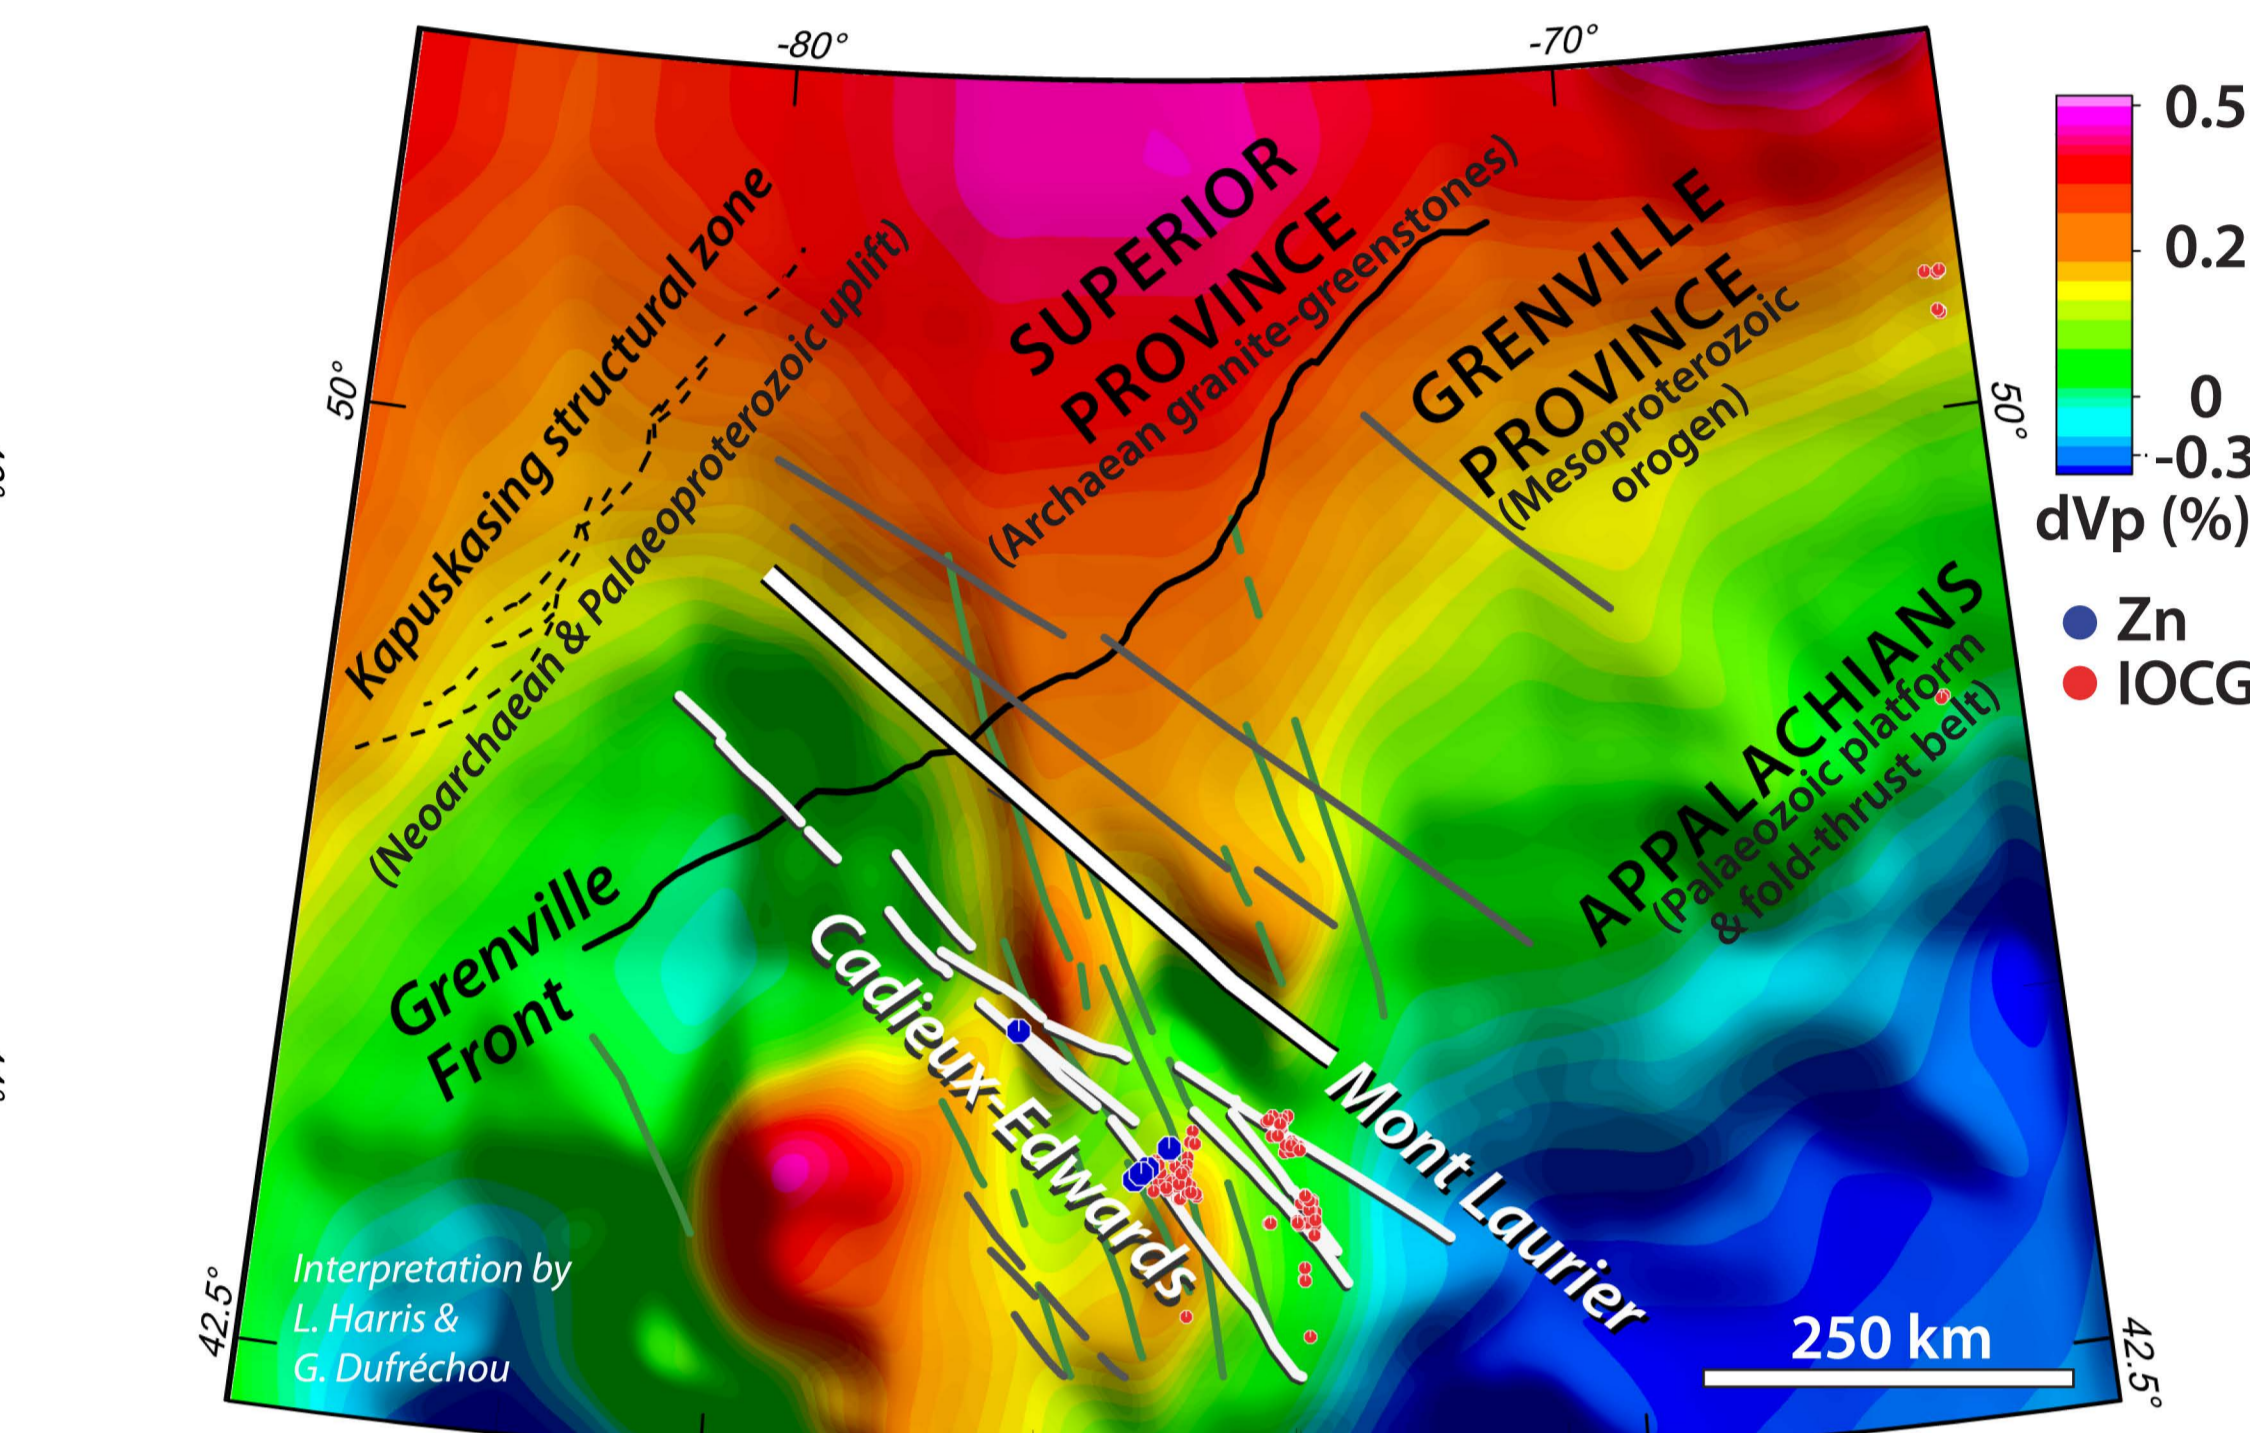 -80°
-70°
0.5
0.2
0
-0.3
dVp (%)
Zn
IOCG
50°
50°
Kapuskasing structural zone
(Neoarchaean & Palaeoproterozoic uplift)
SUPERIOR
PROVINCE
(Archaean granite-greenstones)
GRENVILLE
PROVINCE
(Mesoproterozoic
orogen)
APPALACHIANS
(Palaeozoic platform
& fold-thrust belt)
Grenville
Front
Cadieux-Edwards
Mont Laurier
Interpretation by
L. Harris &
G. Dufréchou
42.5°
250 km
42.5°